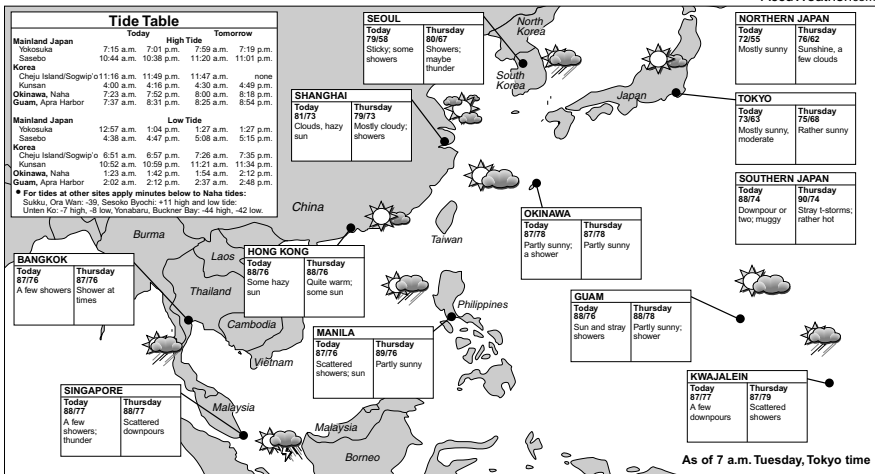 Tide Table
Today Tomorrow
Mainland Japan High Tide
Yokosuka 7:15 a.m. 7:01 p.m. 7:59 a.m. 7:19 p.m.
Sasebo 10:44 a.m. 10:38 p.m. 11:20 a.m. 11:01 p.m.
Korea
Cheju Island/Sogwip'o 11:16 a.m. 11:49 p.m. 11:47 a.m. none
Kunsan 4:00 a.m. 4:16 p.m. 4:30 a.m. 4:49 p.m.
Okinawa, Naha 7:23 a.m. 7:52 p.m. 8:00 a.m. 8:18 p.m.
Guam, Apra Harbor 7:37 a.m. 8:31 p.m. 8:25 a.m. 8:54 p.m.
Mainland Japan Low Tide
Yokosuka 12:57 a.m. 1:04 p.m. 1:27 a.m. 1:27 p.m.
Sasebo 4:38 a.m. 4:47 p.m. 5:08 a.m. 5:15 p.m.
Korea
Cheju Island/Sogwip'o 6:51 a.m. 6:57 p.m. 7:26 a.m. 7:35 p.m.
Kunsan 10:52 a.m. 10:59 p.m. 11:21 a.m. 11:34 p.m.
Okinawa, Naha 1:23 a.m. 1:42 p.m. 1:54 a.m. 2:12 p.m.
Guam, Apra Harbor 2:02 a.m. 2:12 p.m. 2:37 a.m. 2:48 p.m.
• For tides at other sites apply minutes below to Naha tides:
Sukku, Ora Wan: -39, Sesoko Byochi: +11 high and low tide:
Unten Ko: -7 high, -8 low, Yonabaru, Buckner Bay: -44 high, -42 low.
SEOUL
Today Thursday
79/58 80/67
Sticky; some Showers;
showers maybe
thunder
North
Korea
South
Korea
NORTHERN JAPAN
Today Thursday
72/55 76/62
Mostly sunny Sunshine, a
few clouds
Japan
SHANGHAI
Today Thursday
81/73 79/73
Clouds, hazy Mostly cloudy;
sun showers
TOKYO
Today Thursday
73/63 75/68
Mostly sunny, Rather sunny
moderate
SOUTHERN JAPAN
Today Thursday
88/74 90/74
Downpour or Stray t-storms;
two; muggy rather hot
China
Taiwan
OKINAWA
Today Thursday
87/78 87/78
Partly sunny; Partly sunny
a shower
Burma
Laos
Thailand
Cambodia
Vietnam
BANGKOK
Today Thursday
87/76 87/76
A few showers Shower at
times
HONG KONG
Today Thursday
88/76 88/76
Some hazy Quite warm;
sun some sun
Philippines
GUAM
Today Thursday
88/76 88/78
Sun and stray Partly sunny;
showers shower
MANILA
Today Thursday
87/76 89/76
Scattered Partly sunny
showers; sun
KWAJALEIN
Today Thursday
87/77 87/79
A few Scattered
downpours showers
SINGAPORE
Today Thursday
88/77 88/77
A few Scattered
showers; downpours
thunder
Malaysia
Malaysia
Borneo
As of 7 a.m. Tuesday, Tokyo time